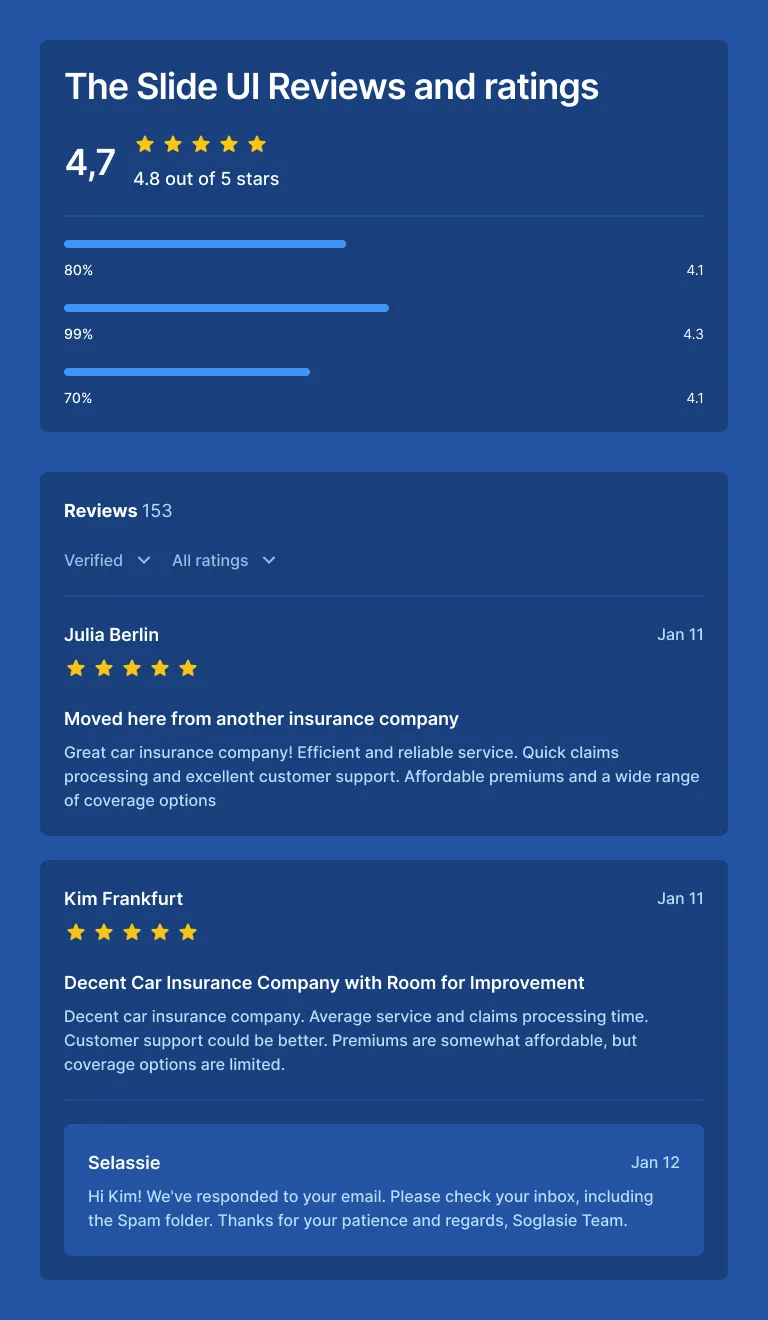 The Slide UI Reviews and ratings
4,7
4.8 out of 5 stars
80% 4.1
99% 4.3
70% 4.1
Reviews 153
Verified All ratings
Julia Berlin Jan 11
Moved here from another insurance company
Great car insurance company! Efficient and reliable service. Quick claims
processing and excellent customer support. Affordable premiums and a wide range
of coverage options
Kim Frankfurt Jan 11
Decent Car Insurance Company with Room for Improvement
Decent car insurance company. Average service and claims processing time.
Customer support could be better. Premiums are somewhat affordable, but
coverage options are limited.
Selassie Jan 12
Hi Kim! We've responded to your email. Please check your inbox, including
the Spam folder. Thanks for your patience and regards, Soglasie Team.